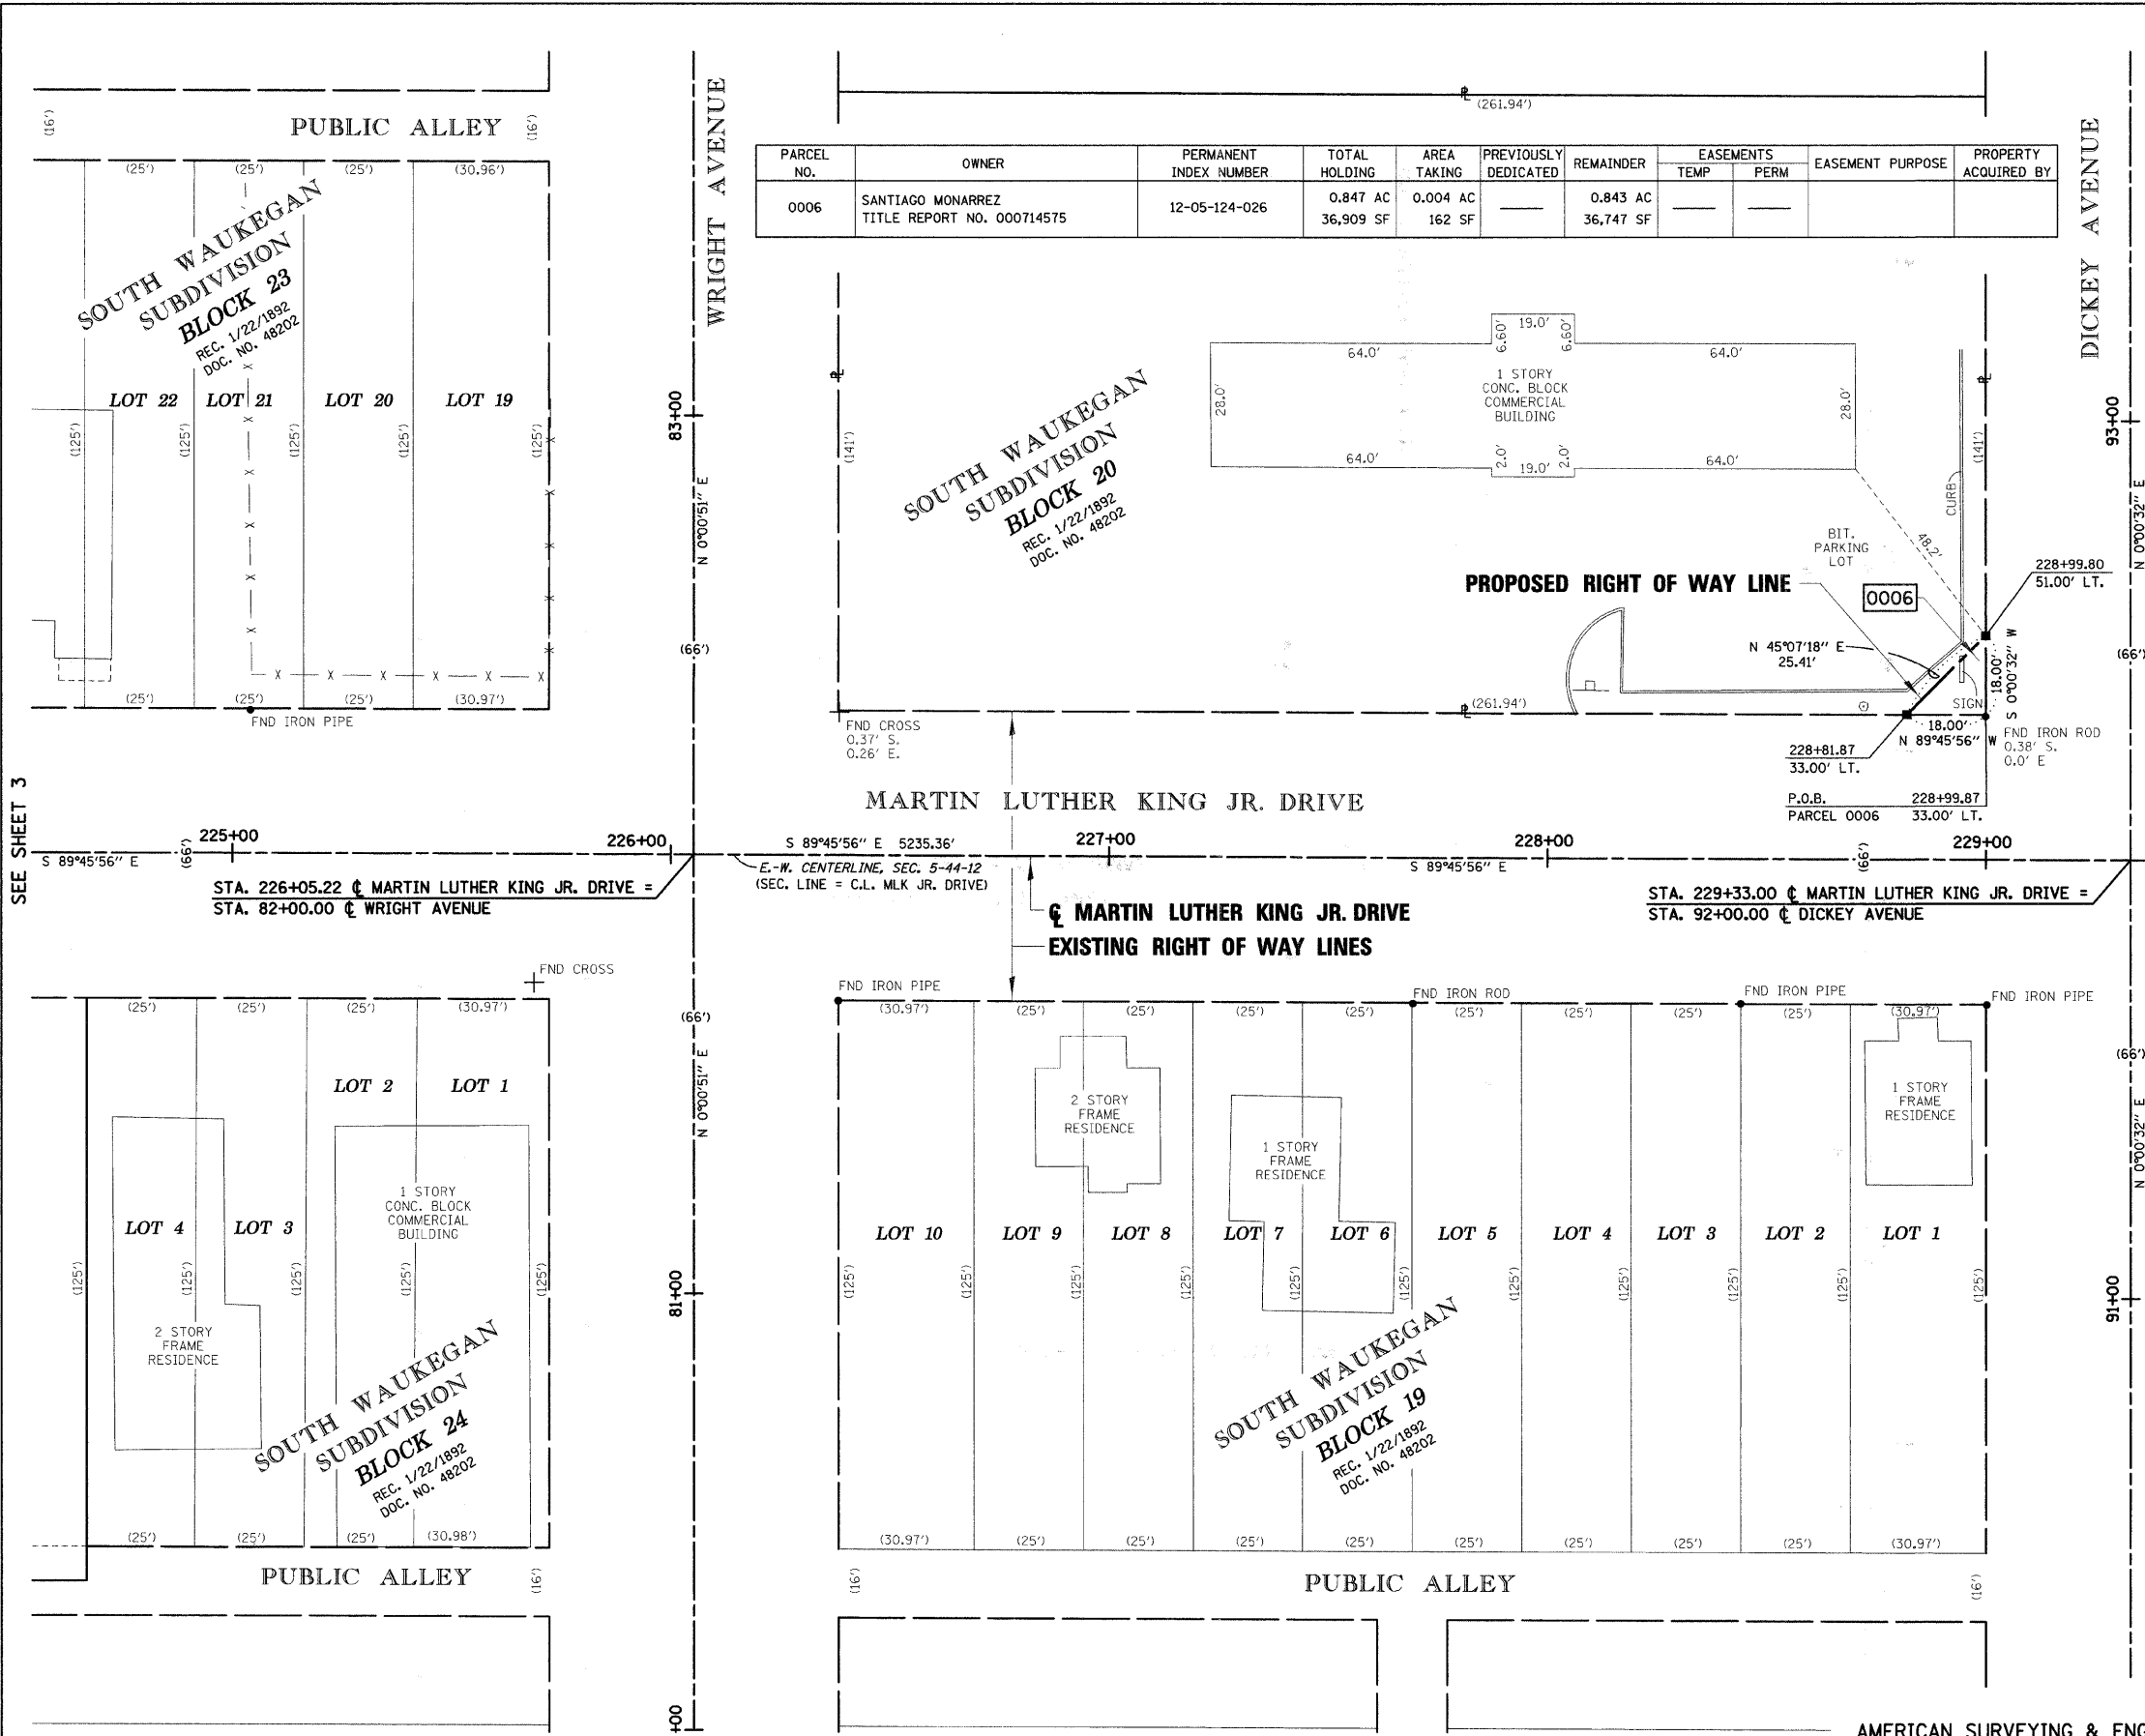 (261.94')
PARCEL NO.
OWNER
PERMANENT INDEX NUMBER
TOTAL HOLDING
AREA TAKING
PREVIOUSLY DEDICATED
REMAINDER
EASEMENTS
TEMP
PERM
EASEMENT PURPOSE
PROPERTY ACQUIRED BY
0006
SANTIAGO MONARREZ
TITLE REPORT NO. 000714575
12-05-124-026
0.847 AC
36,909 SF
0.004 AC
162 SF
0.843 AC
36,747 SF
(16')
PUBLIC ALLEY
(16')
(25')
(25')
(25')
(30.96')
SOUTH WAUKEGAN
SUBDIVISION
BLOCK 23
REC. 1/22/1892
DOC. NO. 48202
LOT 22
LOT 21
LOT 20
LOT 19
(125')
(125')
(125')
(125')
(125')
(25')
(25')
(25')
(30.97')
FND IRON PIPE
WRIGHT AVENUE
83+00
N 0°00'51" E
(66')
(141')
SOUTH WAUKEGAN
SUBDIVISION
BLOCK 20
REC. 1/22/1892
DOC. NO. 48202
64.0'
6.60'
19.0'
6.60'
64.0'
28.0'
1 STORY
CONC. BLOCK
COMMERCIAL
BUILDING
28.0'
64.0'
2.0'
19.0'
2.0'
64.0'
DICKEY AVENUE
93+00
(141')
CURB
N 0°00'32" E
BIT.
PARKING
LOT
48.2'
PROPOSED RIGHT OF WAY LINE
0006
228+99.80
51.00' LT.
N 45°07'18" E
25.41'
18.00'
S 0°00'32" W
(66')
(261.94')
SIGN
18.00'
N 89°45'56" W
FND IRON ROD
0.38' S.
0.0' E
FND CROSS
0.37' S.
0.26' E.
228+81.87
33.00' LT.
P.O.B.
PARCEL 0006
228+99.87
33.00' LT.
MARTIN LUTHER KING JR. DRIVE
SEE SHEET 3
S 89°45'56" E
(66')
225+00
226+00
S 89°45'56" E 5235.36'
227+00
S 89°45'56" E
228+00
(66')
229+00
E.-W. CENTERLINE, SEC. 5-44-12
(SEC. LINE = C.L. MLK JR. DRIVE)
STA. 226+05.22 ℄ MARTIN LUTHER KING JR. DRIVE =
STA. 82+00.00 ℄ WRIGHT AVENUE
STA. 229+33.00 ℄ MARTIN LUTHER KING JR. DRIVE =
STA. 92+00.00 ℄ DICKEY AVENUE
℄ MARTIN LUTHER KING JR. DRIVE
EXISTING RIGHT OF WAY LINES
FND CROSS
(25')
(25')
(25')
(30.97')
LOT 2
LOT 1
1 STORY
CONC. BLOCK
COMMERCIAL
BUILDING
LOT 4
LOT 3
(125')
(125')
(125')
(125')
(125')
2 STORY
FRAME
RESIDENCE
SOUTH WAUKEGAN
SUBDIVISION
BLOCK 24
REC. 1/22/1892
DOC. NO. 48202
(25')
(25')
(25')
(30.98')
PUBLIC ALLEY
(16')
(66')
N 0°00'51" E
81+00
+00
FND IRON PIPE
FND IRON ROD
FND IRON PIPE
FND IRON PIPE
(30.97')
(25')
(25')
(25')
(25')
(25')
(25')
(25')
(25')
(30.97')
2 STORY
FRAME
RESIDENCE
1 STORY
FRAME
RESIDENCE
1 STORY
FRAME
RESIDENCE
LOT 10
LOT 9
LOT 8
LOT 7
LOT 6
LOT 5
LOT 4
LOT 3
LOT 2
LOT 1
(125')
(125')
(125')
(125')
(125')
(125')
(125')
(125')
(125')
(125')
SOUTH WAUKEGAN
SUBDIVISION
BLOCK 19
REC. 1/22/1892
DOC. NO. 48202
(30.97')
(25')
(25')
(25')
(25')
(25')
(25')
(25')
(25')
(30.97')
(66')
N 0°00'32" E
91+00
(16')
PUBLIC ALLEY
(16')
AMERICAN SURVEYING & ENG